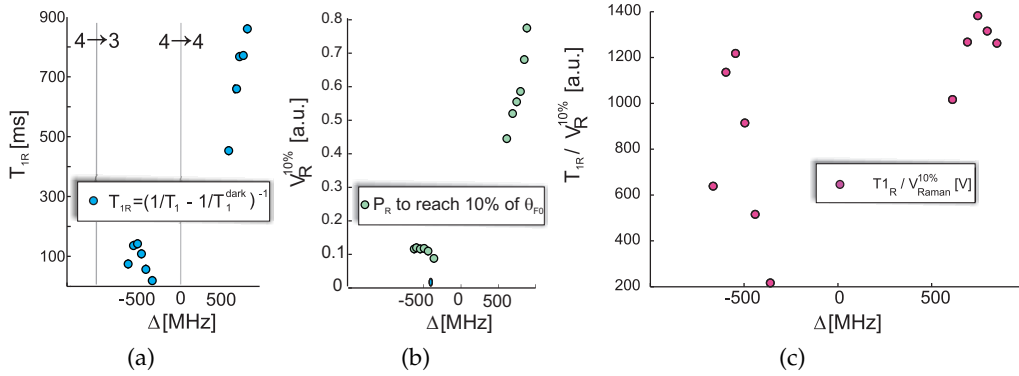 900
700
500
300
100
T1R [ms]
4→3
4→4
T1R=(1/T1 - 1/T1dark )-1
-500
0
500
Δ[MHz]
(a)
0.8
0.7
0.6
0.5
0.4
0.3
0.2
0.1
0
VR10% [a.u.]
PR to reach 10% of θF0
-500
0
500
Δ[MHz]
(b)
1400
1200
1000
800
600
400
200
T1R / VR10% [a.u.]
T1R / VRaman10% [V]
-500
0
500
Δ[MHz]
(c)